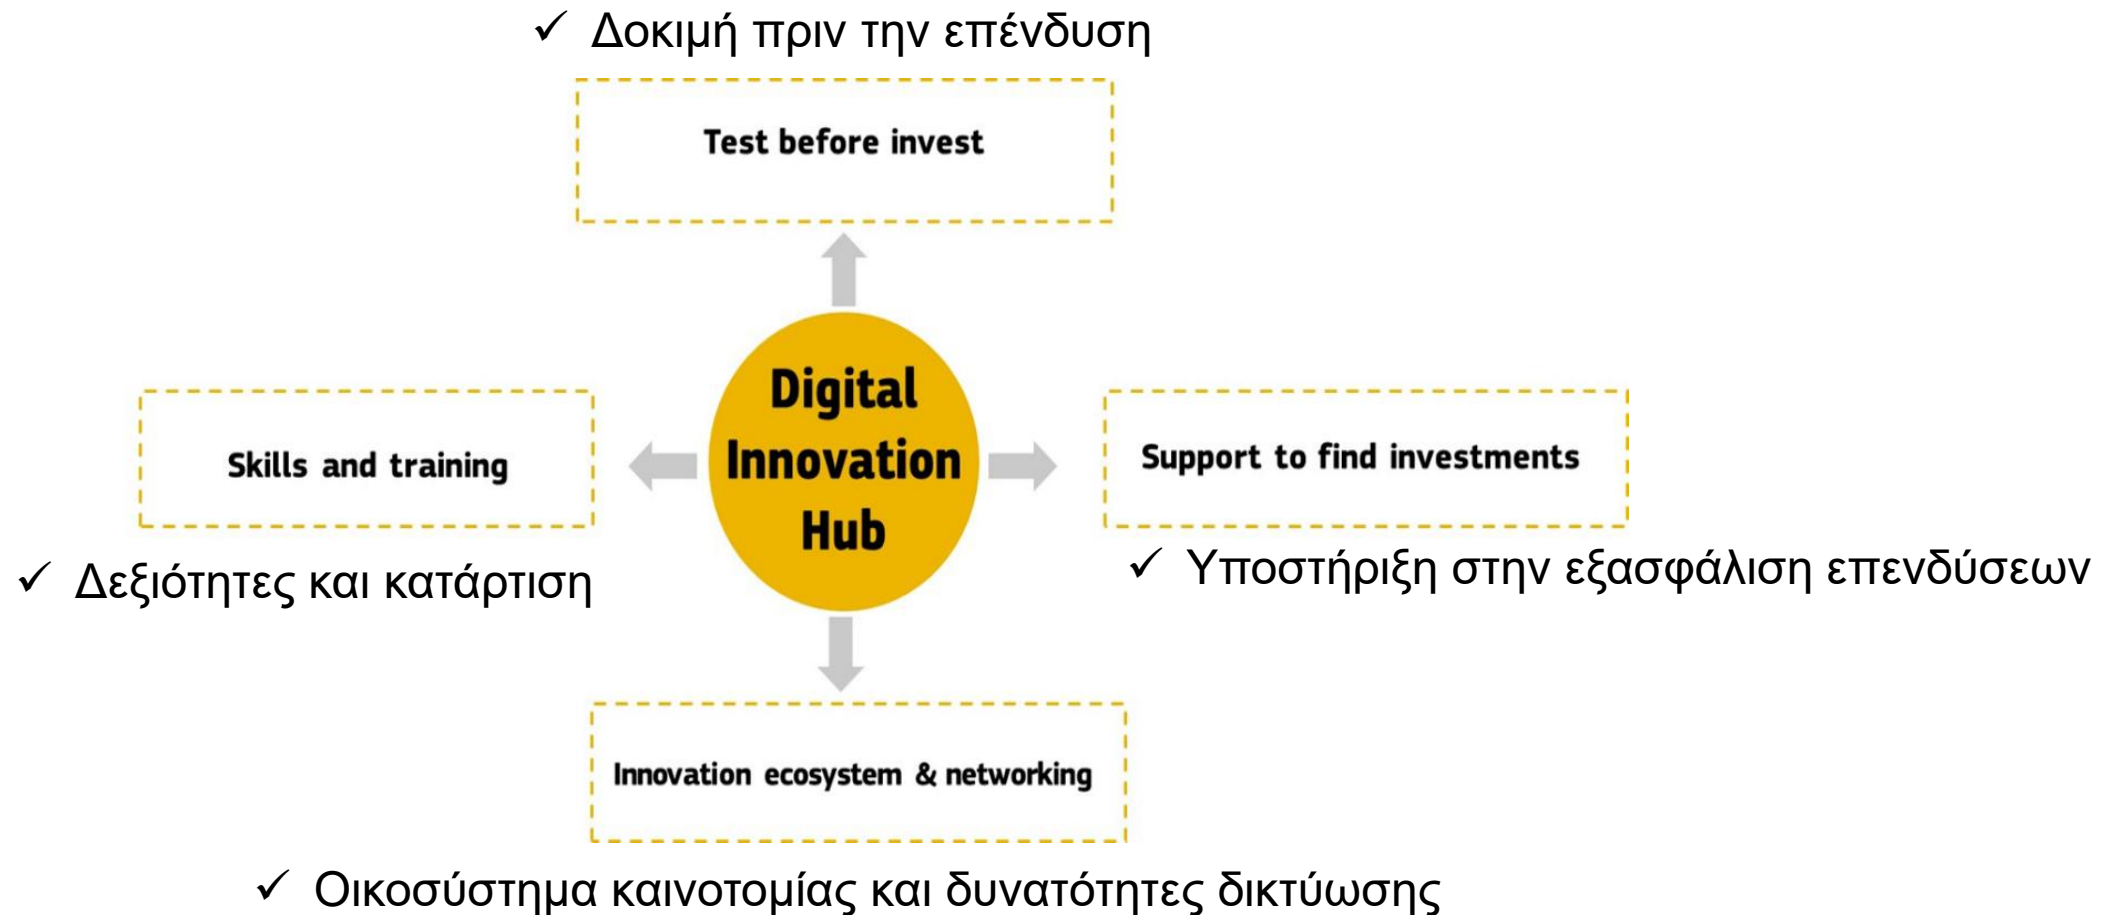 ✓ Δοκιμή πριν την επένδυση
Test before invest
Digital
Innovation
Hub
Skills and training
Support to find investments
✓ Δεξιότητες και κατάρτιση
✓ Υποστήριξη στην εξασφάλιση επενδύσεων
Innovation ecosystem & networking
✓ Οικοσύστημα καινοτομίας και δυνατότητες δικτύωσης